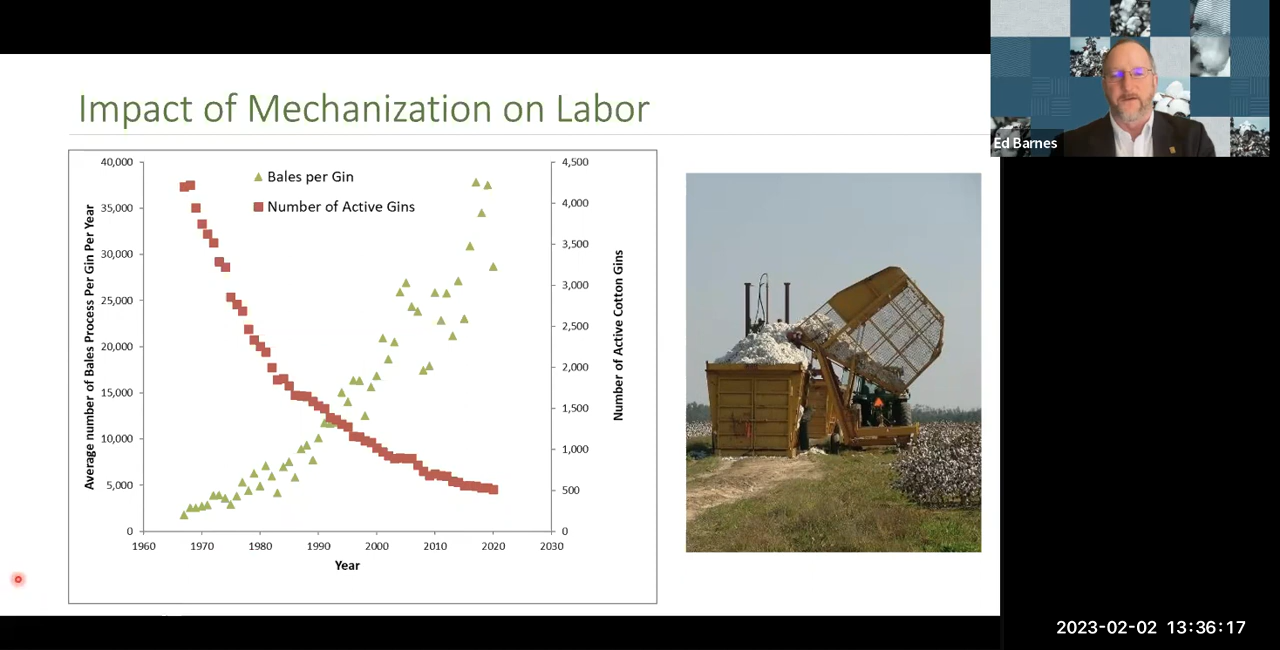 Impact of Mechanization on Labor
Ed Barnes
Bales per Gin
Number of Active Gins
Average number of Bales Process Per Gin Per Year
40,000
35,000
30,000
25,000
20,000
15,000
10,000
5,000
0
4,500
4,000
3,500
3,000
2,500
2,000
1,500
1,000
500
0
Number of Active Cotton Gins
1960 1970 1980 1990 2000 2010 2020 2030
Year
2023-02-02 13:36:17